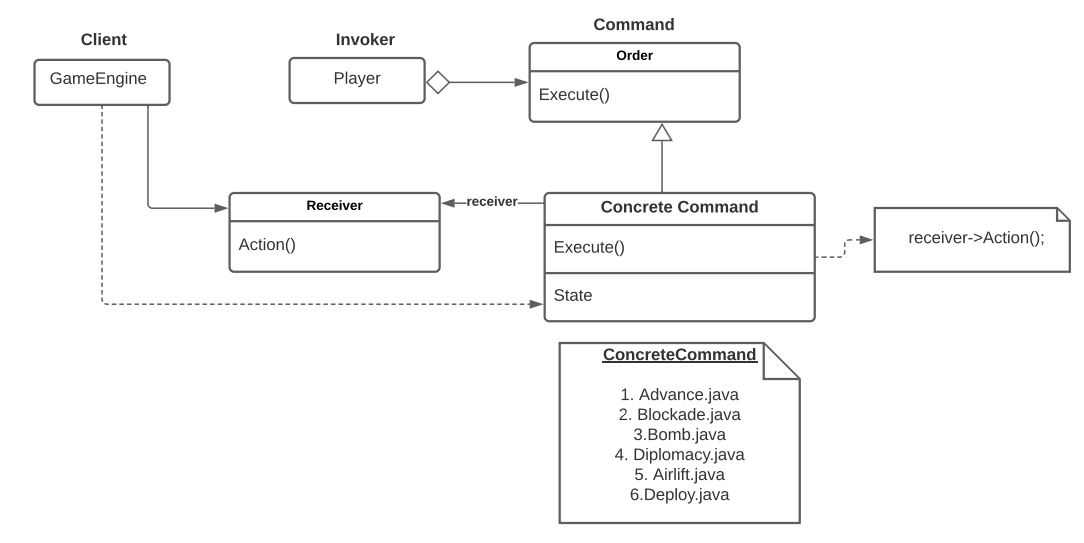 Client
GameEngine
Invoker
Player
Command
Order
Execute()
Receiver
Action()
receiver
Concrete Command
Execute()
State
receiver->Action();
ConcreteCommand
1. Advance.java
2. Blockade.java
3.Bomb.java
4. Diplomacy.java
5. Airlift.java
6.Deploy.java